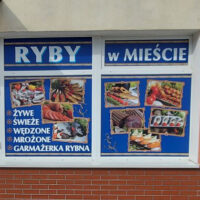 RYBY
w MIEŚCIE
ŻYWE
ŚWIEŻE
WĘDZONE
MROŻONE
GARMAŻERKA RYBNA